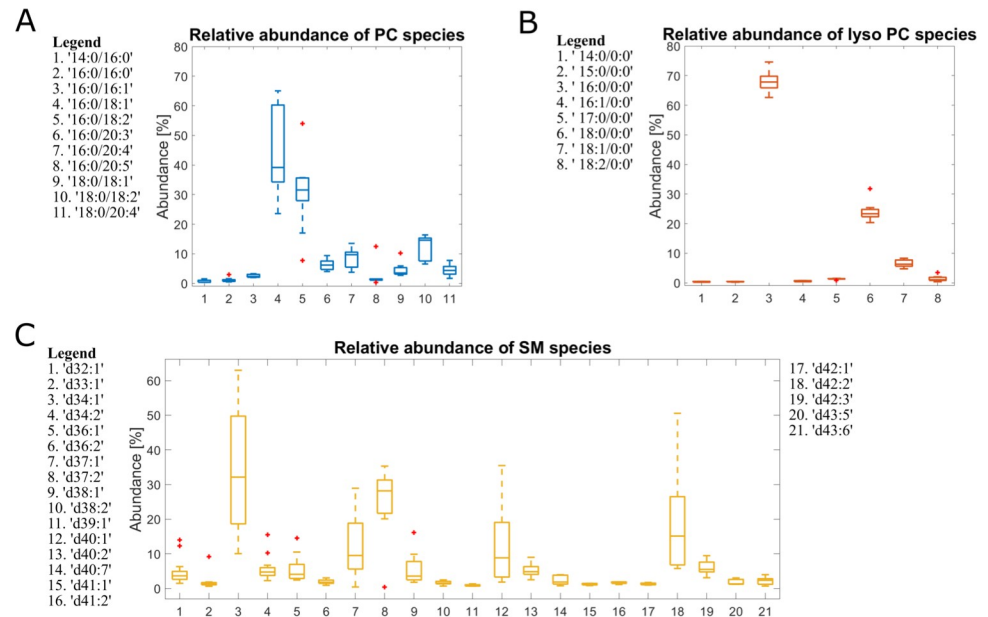 A
Relative abundance of PC species
Legend
1. '14:0/16:0'
2. '16:0/16:0'
3. '16:0/16:1'
4. '16:0/18:1'
5. '16:0/18:2'
6. '16:0/20:3'
7. '16:0/20:4'
8. '16:0/20:5'
9. '18:0/18:1'
10. '18:0/18:2'
11. '18:0/20:4'
Abundance [%]
80
70
60
50
40
30
20
10
0
1 2 3 4 5 6 7 8 9 10 11
B
Relative abundance of lyso PC species
Legend
1. ' 14:0/0:0'
2. ' 15:0/0:0'
3. ' 16:0/0:0'
4. ' 16:1/0:0'
5. ' 17:0/0:0'
6. ' 18:0/0:0'
7. ' 18:1/0:0'
8. ' 18:2/0:0'
Abundance [%]
80
70
60
50
40
30
20
10
0
1 2 3 4 5 6 7 8
C
Relative abundance of SM species
Legend
1. 'd32:1'
2. 'd33:1'
3. 'd34:1'
4. 'd34:2'
5. 'd36:1'
6. 'd36:2'
7. 'd37:1'
8. 'd37:2'
9. 'd38:1'
10. 'd38:2'
11. 'd39:1'
12. 'd40:1'
13. 'd40:2'
14. 'd40:7'
15. 'd41:1'
16. 'd41:2'
Abundance [%]
60
50
40
30
20
10
0
1 2 3 4 5 6 7 8 9 10 11 12 13 14 15 16 17 18 19 20 21
17. 'd42:1'
18. 'd42:2'
19. 'd42:3'
20. 'd43:5'
21. 'd43:6'